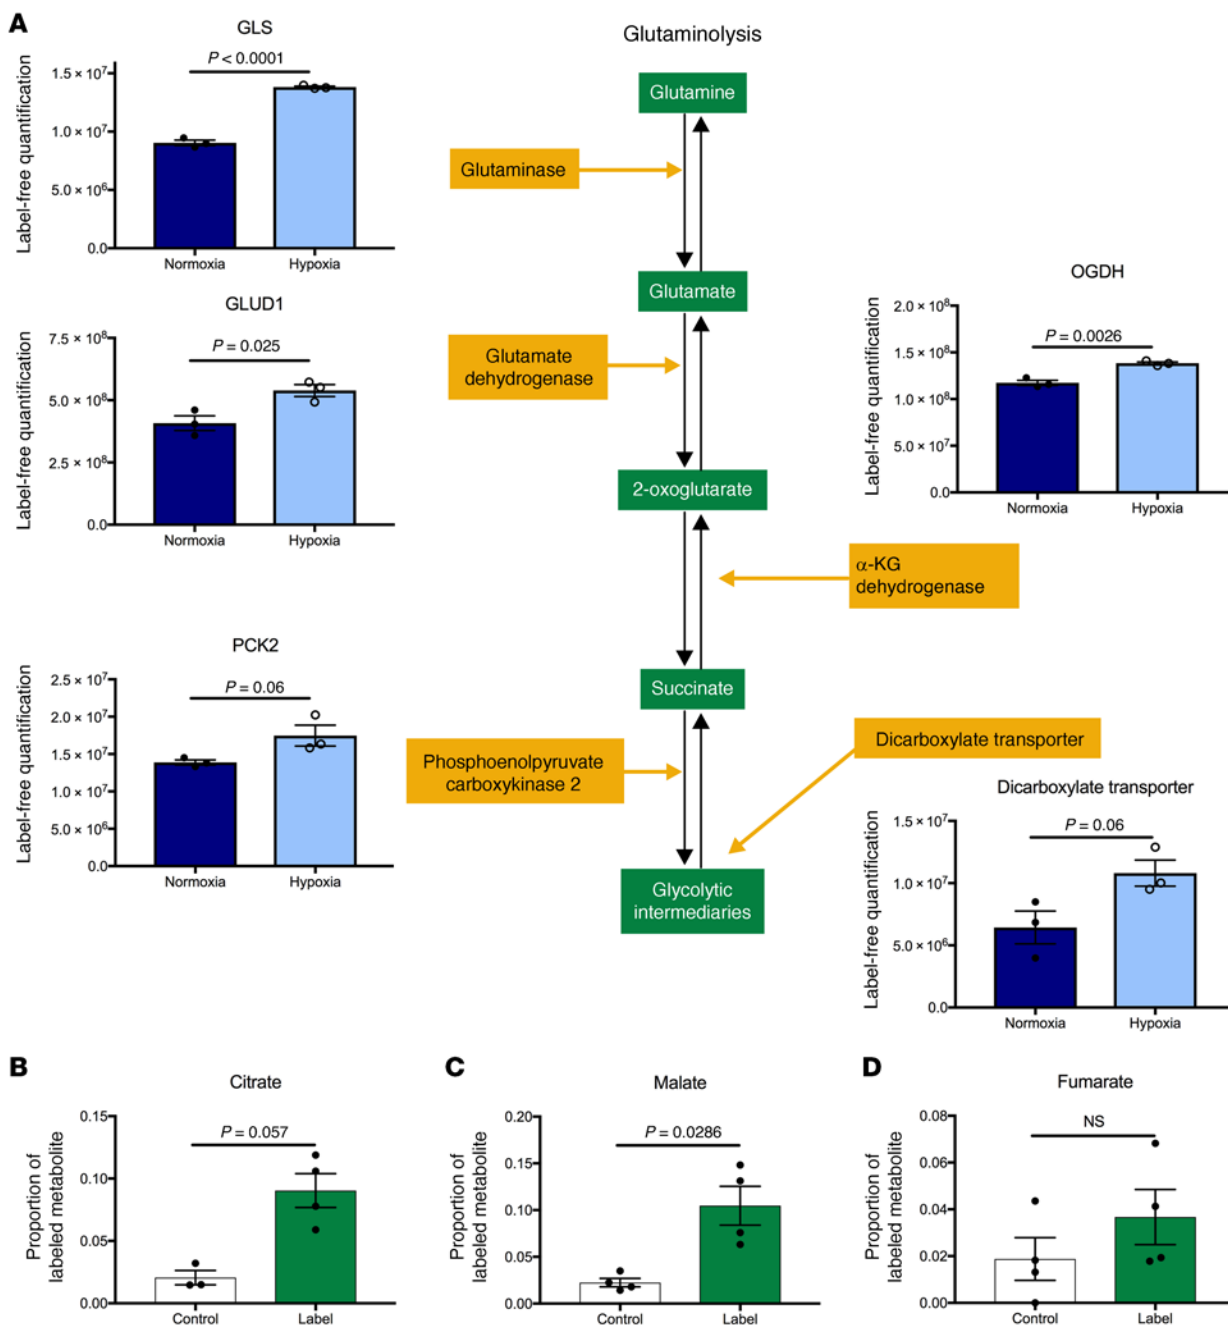 A
GLS
P < 0.0001
Label-free quantification
1.5 × 10⁷
1.0 × 10⁷
5.0 × 10⁶
0.0
Normoxia
Hypoxia
GLUD1
P = 0.025
Label-free quantification
7.5 × 10⁸
5.0 × 10⁸
2.5 × 10⁸
0.0
Normoxia
Hypoxia
PCK2
P = 0.06
Label-free quantification
2.5 × 10⁷
2.0 × 10⁷
1.5 × 10⁷
1.0 × 10⁷
5.0 × 10⁶
0.0
Normoxia
Hypoxia
Glutaminolysis
Glutamine
Glutaminase
Glutamate
Glutamate
dehydrogenase
2-oxoglutarate
α-KG
dehydrogenase
Succinate
Phosphoenolpyruvate
carboxykinase 2
Dicarboxylate transporter
Glycolytic
intermediaries
OGDH
P = 0.0026
Label-free quantification
2.0 × 10⁸
1.5 × 10⁸
1.0 × 10⁸
5.0 × 10⁷
0.0
Normoxia
Hypoxia
Dicarboxylate transporter
P = 0.06
Label-free quantification
1.5 × 10⁷
1.0 × 10⁷
5.0 × 10⁶
0.0
Normoxia
Hypoxia
B
Citrate
P = 0.057
Proportion of
labeled metabolite
0.15
0.10
0.05
0.00
Control
Label
C
Malate
P = 0.0286
Proportion of
labeled metabolite
0.20
0.15
0.10
0.05
0.00
Control
Label
D
Fumarate
NS
Proportion of
labeled metabolite
0.08
0.06
0.04
0.02
0.00
Control
Label